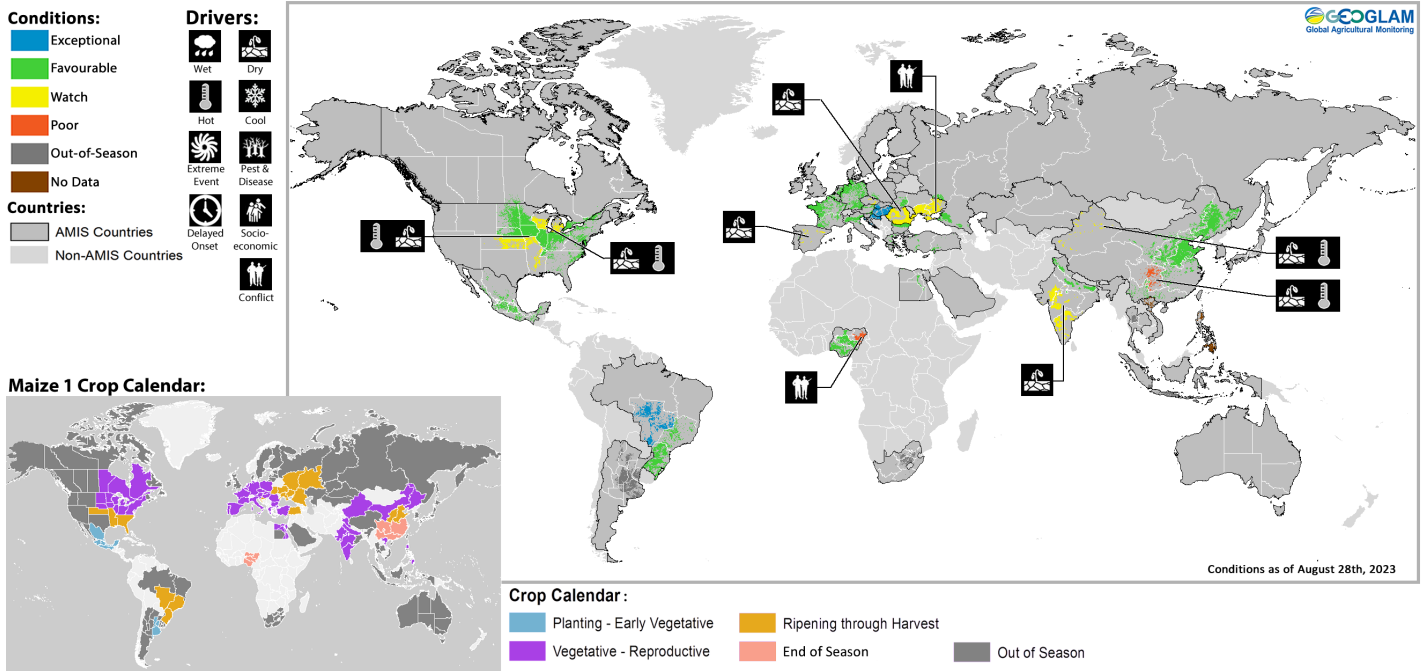 Conditions:
Exceptional
Favourable
Watch
Poor
Out-of-Season
No Data
Countries:
AMIS Countries
Non-AMIS Countries
Drivers:
Wet
Dry
Hot
Cool
Extreme
Event
Pest &
Disease
Delayed
Onset
Socio-
economic
Conflict
GEOGLAM
Global Agricultural Monitoring
Maize 1 Crop Calendar:
Conditions as of August 28th, 2023
Crop Calendar :
Planting - Early Vegetative
Ripening through Harvest
Vegetative - Reproductive
End of Season
Out of Season